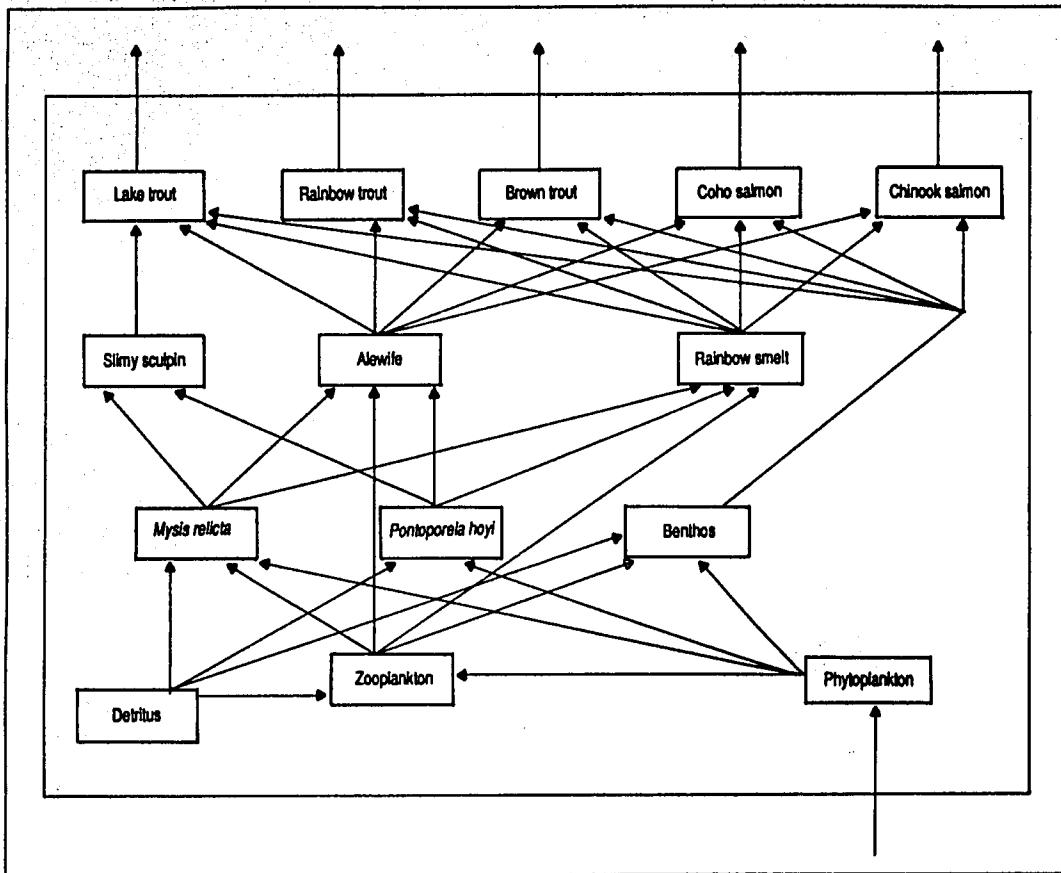 Lake trout
Rainbow trout
Brown trout
Coho salmon
Chinook salmon
Slimy sculpin
Alewife
Rainbow smelt
Mysis relicta
Pontoporeia hoyi
Benthos
Zooplankton
Phytoplankton
Detritus